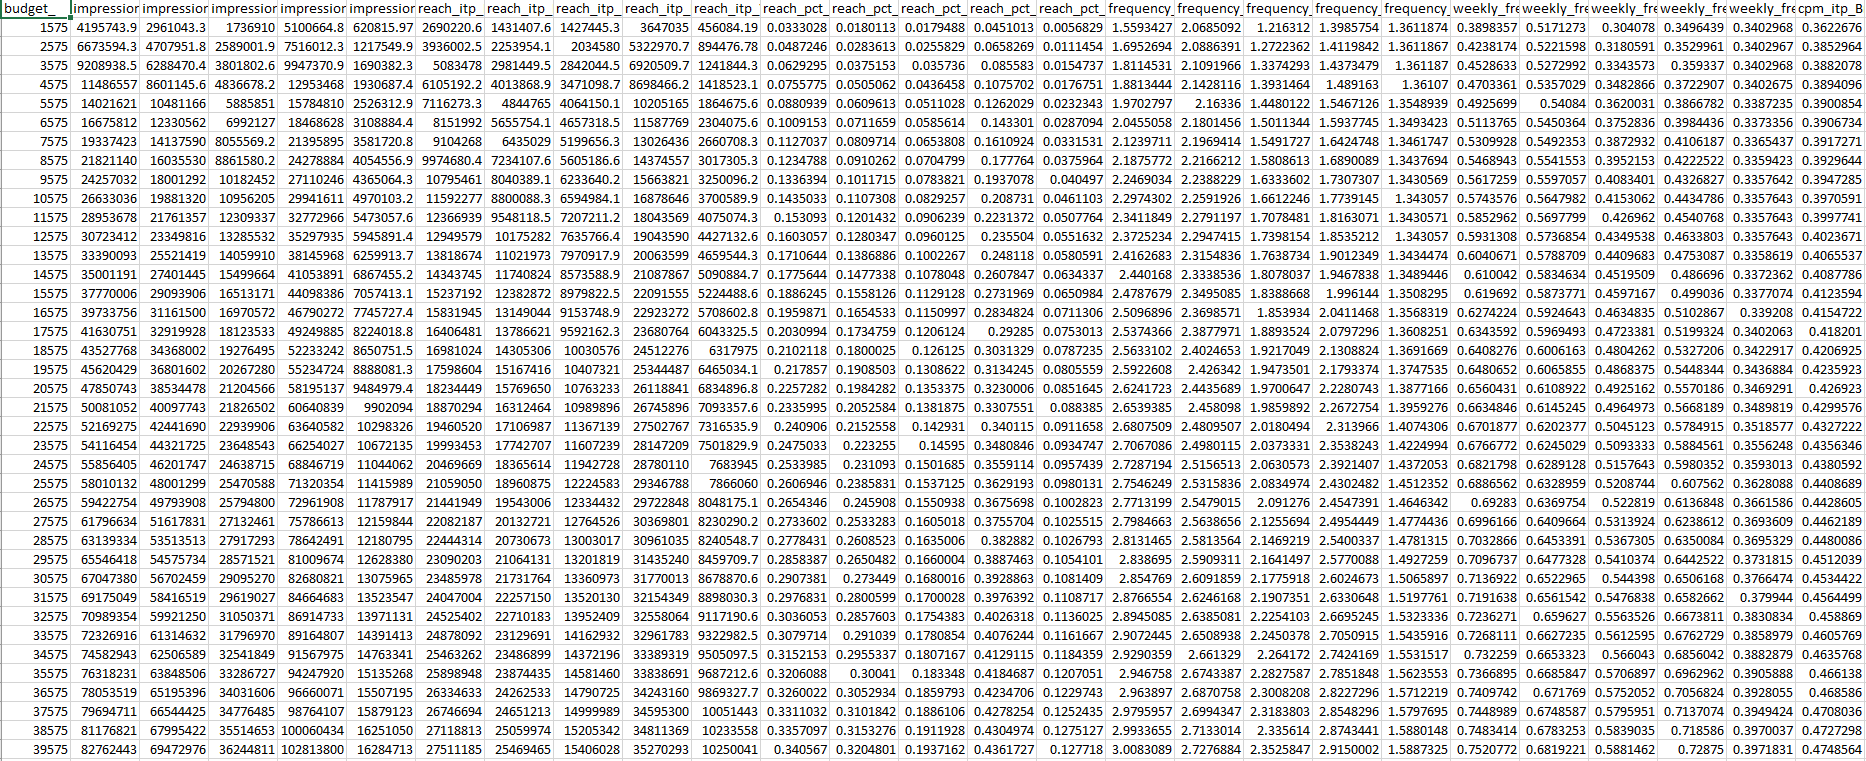 budget_ impression impression impression impression impression reach_itp_ reach_itp_ reach_itp_ reach_itp_ reach_itp_ reach_pct_ reach_pct_ reach_pct_ reach_pct_ reach_pct_ frequency_ frequency_ frequency_ frequency_ frequency_ weekly_fre weekly_fre weekly_fre weekly_fre weekly_fre cpm_itp_B
1575 4195743.9 2961043.3 1736910 5100664.8 620815.97 2690220.6 1431407.6 1427445.3 3647035 456084.19 0.0333028 0.0180113 0.0179488 0.0451013 0.0056829 1.5593427 2.0685092 1.216312 1.3985754 1.3611874 0.3898357 0.5171273 0.304078 0.3496439 0.3402968 0.3622676
2575 6673594.3 4707951.8 2589001.9 7516012.3 1217549.9 3936002.5 2253954.1 2034580 5322970.7 894476.78 0.0487246 0.0283613 0.0255829 0.0658269 0.0111454 1.6952694 2.0886391 1.2722362 1.4119842 1.3611867 0.4238174 0.5221598 0.3180591 0.3529961 0.3402967 0.3852964
3575 9208938.5 6288470.4 3801802.6 9947370.9 1690382.3 5083478 2981449.5 2842044.5 6920509.7 1241844.3 0.0629295 0.0375153 0.035736 0.085583 0.0154737 1.8114531 2.1091966 1.3374293 1.4373479 1.361187 0.4528633 0.5272992 0.3343573 0.359337 0.3402968 0.3882078
4575 11486557 8601145.6 4836678.2 12953468 1930687.4 6105192.2 4013868.9 3471098.7 8698466.2 1418523.1 0.0755775 0.0505062 0.0436458 0.1075702 0.0176751 1.8813444 2.1428116 1.3931464 1.489163 1.36107 0.4703361 0.5357029 0.3482866 0.3722907 0.3402675 0.3894096
5575 14021621 10481166 5885851 15784810 2526312.9 7116273.3 4844765 4064150.1 10205165 1864675.6 0.0880939 0.0609613 0.0511028 0.1262029 0.0232343 1.9702797 2.16336 1.4480122 1.5467126 1.3548939 0.4925699 0.54084 0.3620031 0.3866782 0.3387235 0.3900854
6575 16675812 12330562 6992127 18468628 3108884.4 8151992 5655754.1 4657318.5 11587769 2304075.6 0.1009153 0.0711659 0.0585614 0.143301 0.0287094 2.0455058 2.1801456 1.5011344 1.5937745 1.3493423 0.5113765 0.5450364 0.3752836 0.3984436 0.3373356 0.3906734
7575 19337423 14137590 8055569.2 21395895 3581720.8 9104268 6435029 5199656.3 13026436 2660708.3 0.1127037 0.0809714 0.0653808 0.1610924 0.0331531 2.1239711 2.1969414 1.5491727 1.6424748 1.3461747 0.5309928 0.5492353 0.3872932 0.4106187 0.3365437 0.3917271
8575 21821140 16035530 8861580.2 24278884 4054556.9 9974680.4 7234107.6 5605186.6 14374557 3017305.3 0.1234788 0.0910262 0.0704799 0.177764 0.0375964 2.1875772 2.2166212 1.5808613 1.6890089 1.3437694 0.5468943 0.5541553 0.3952153 0.4222522 0.3359423 0.3929644
9575 24257032 18001292 10182452 27110246 4365064.3 10795461 8040389.1 6233640.2 15663821 3250096.2 0.1336394 0.1011715 0.0783821 0.1937078 0.040497 2.2469034 2.2388229 1.6333602 1.7307307 1.3430569 0.5617259 0.5597057 0.4083401 0.4326827 0.3357642 0.3947285
10575 26633036 19881320 10956205 29941611 4970103.2 11592277 8800088.3 6594984.1 16878646 3700589.9 0.1435033 0.1107308 0.0829257 0.208731 0.0461103 2.2974302 2.2591926 1.6612246 1.7739145 1.343057 0.5743576 0.5647982 0.4153062 0.4434786 0.3357643 0.3970591
11575 28953678 21761357 12309337 32772966 5473057.6 12366939 9548118.5 7207211.2 18043569 4075074.3 0.153093 0.1201432 0.0906239 0.2231372 0.0507764 2.3411849 2.2791197 1.7078481 1.8163071 1.3430571 0.5852962 0.5697799 0.426962 0.4540768 0.3357643 0.3997741
12575 30723412 23349816 13285532 35297935 5945891.4 12949579 10175282 7635766.4 19043590 4427132.6 0.1603057 0.1280347 0.0960125 0.235504 0.0551632 2.3725234 2.2947415 1.7398154 1.8535212 1.343057 0.5931308 0.5736854 0.4349538 0.4633803 0.3357643 0.4023671
13575 33390093 25521419 14059910 38145968 6259913.7 13818674 11021973 7970917.9 20063599 4659544.3 0.1710644 0.1386886 0.1002267 0.248118 0.0580591 2.4162683 2.3154836 1.7638734 1.9012349 1.3434474 0.6040671 0.5788709 0.4409683 0.4753087 0.3358619 0.4065537
14575 35001191 27401445 15499664 41053891 6867455.2 14343745 11740824 8573588.9 21087867 5090884.7 0.1775644 0.1477338 0.1078048 0.2607847 0.0634337 2.440168 2.3338536 1.8078037 1.9467838 1.3489446 0.610042 0.5834634 0.4519509 0.486696 0.3372362 0.4087786
15575 37770006 29093906 16513171 44098386 7057413.1 15237192 12382872 8979822.5 22091555 5224488.6 0.1886245 0.1558126 0.1129128 0.2731969 0.0650984 2.4787679 2.3495085 1.8388668 1.996144 1.3508295 0.619692 0.5873771 0.4597167 0.499036 0.3377074 0.4123594
16575 39733756 31161500 16970572 46790272 7745727.4 15831945 13149044 9153748.9 22923272 5708602.8 0.1959871 0.1654533 0.1150997 0.2834824 0.0711306 2.5096896 2.3698571 1.853934 2.0411468 1.3568319 0.6274224 0.5924643 0.4634835 0.5102867 0.339208 0.4154722
17575 41630751 32919928 18123533 49249885 8224018.8 16406481 13786621 9592162.3 23680764 6043325.5 0.2030994 0.1734759 0.1206124 0.29285 0.0753013 2.5374366 2.3877971 1.8893524 2.0797296 1.3608251 0.6343592 0.5969493 0.4723381 0.5199324 0.3402063 0.418201
18575 43527768 34368002 19276495 52233242 8650751.5 16981024 14305306 10030576 24512276 6317975 0.2102118 0.1800025 0.126125 0.3031329 0.0787235 2.5633102 2.4024653 1.9217049 2.1308824 1.3691669 0.6408276 0.6006163 0.4804262 0.5327206 0.3422917 0.4206925
19575 45620429 36801602 20267280 55234724 8888081.3 17598604 15167416 10407321 25344487 6465034.1 0.217857 0.1908503 0.1308622 0.3134245 0.0805559 2.5922608 2.426342 1.9473501 2.1793374 1.3747535 0.6480652 0.6065855 0.4868375 0.5448344 0.3436884 0.4235923
20575 47850743 38534478 21204566 58195137 9484979.4 18234449 15769650 10763233 26118841 6834896.8 0.2257282 0.1984282 0.1353375 0.3230006 0.0851645 2.6241723 2.4435689 1.9700647 2.2280743 1.3877166 0.6560431 0.6108922 0.4925162 0.5570186 0.3469291 0.426923
21575 50081052 40097743 21826502 60640839 9902094 18870294 16312464 10989896 26745896 7093357.6 0.2335995 0.2052584 0.1381875 0.3307551 0.088385 2.6539385 2.458098 1.9859892 2.2672754 1.3959276 0.6634846 0.6145245 0.4964973 0.5668189 0.3489819 0.4299576
22575 52169275 42441690 22939906 63640582 10298326 19460520 17106987 11367139 27502767 7316535.9 0.240906 0.2152558 0.142931 0.340115 0.0911658 2.6807509 2.4809507 2.0180494 2.313966 1.4074306 0.6701877 0.6202377 0.5045123 0.5784915 0.3518577 0.4327222
23575 54116454 44321725 23648543 66254027 10672135 19993453 17742707 11607239 28147209 7501829.9 0.2475033 0.223255 0.14595 0.3480846 0.0934747 2.7067086 2.4980115 2.0373331 2.3538243 1.4224994 0.6766772 0.6245029 0.5093333 0.5884561 0.3556248 0.4356346
24575 55856405 46201747 24638715 68846719 11044062 20469669 18365614 11942728 28780110 7683945 0.2533985 0.231093 0.1501685 0.3559114 0.0957439 2.7287194 2.5156513 2.0630573 2.3921407 1.4372053 0.6821798 0.6289128 0.5157643 0.5980352 0.3593013 0.4380592
25575 58010132 48001299 25470588 71320354 11415989 21059050 18960875 12224583 29346788 7866060 0.2606946 0.2385831 0.1537125 0.3629193 0.0980131 2.7546249 2.5315836 2.0834974 2.4302482 1.4512352 0.6886562 0.6328959 0.5208744 0.607562 0.3628088 0.4408689
26575 59422754 49793908 25794800 72961908 11787917 21441949 19543006 12334432 29722848 8048175.1 0.2654346 0.245908 0.1550938 0.3675698 0.1002823 2.7713199 2.5479015 2.091276 2.4547391 1.4646342 0.69283 0.6369754 0.522819 0.6136848 0.3661586 0.4428605
27575 61796634 51617831 27132461 75786613 12159844 22082187 20132721 12764526 30369801 8230290.2 0.2733602 0.2533283 0.1605018 0.3755704 0.1025515 2.7984663 2.5638656 2.1255694 2.4954449 1.4774436 0.6996166 0.6409664 0.5313924 0.6238612 0.3693609 0.4462189
28575 63139334 53513513 27917293 78642491 12180795 22444314 20730673 13003017 30961035 8240548.7 0.2778431 0.2608523 0.1635006 0.382882 0.1026793 2.8131465 2.5813564 2.1469219 2.5400337 1.4781315 0.7032866 0.6453391 0.5367305 0.6350084 0.3695329 0.4480086
29575 65546418 54575734 28571521 81009674 12628380 23090203 21064131 13201819 31435240 8459709.7 0.2858387 0.2650482 0.1660004 0.3887463 0.1054101 2.838695 2.5909311 2.1641497 2.5770088 1.4927259 0.7096737 0.6477328 0.5410374 0.6442522 0.3731815 0.4512039
30575 67047380 56702459 29095270 82680821 13075965 23485978 21731764 13360973 31770013 8678870.6 0.2907381 0.273449 0.1680016 0.3928863 0.1081409 2.854769 2.6091859 2.1775918 2.6024673 1.5065897 0.7136922 0.6522965 0.544398 0.6506168 0.3766474 0.4534422
31575 69175049 58416519 29619027 84664683 13523547 24047004 22257150 13520130 32154349 8898030.3 0.2976831 0.2800599 0.1700028 0.3976392 0.1108717 2.8766554 2.6246168 2.1907351 2.6330648 1.5197761 0.7191638 0.6561542 0.5476838 0.6582662 0.379944 0.4564499
32575 70989354 59921250 31050371 86914733 13971131 24525402 22710183 13952409 32558064 9117190.6 0.3036053 0.2857603 0.1754383 0.4026318 0.1136025 2.8945085 2.6385081 2.2254103 2.6695245 1.5323336 0.7236271 0.659627 0.5563526 0.6673811 0.3830834 0.458869
33575 72326916 61314632 31796970 89164807 14391413 24878092 23129691 14162932 32961783 9322982.5 0.3079714 0.291039 0.1780854 0.4076244 0.1161667 2.9072445 2.6508938 2.2450378 2.7050915 1.5435916 0.7268111 0.6627235 0.5612595 0.6762729 0.3858979 0.4605769
34575 74582943 62506589 32541849 91567975 14763341 25463262 23486899 14372196 33389319 9505097.5 0.3152153 0.2955337 0.1807167 0.4129115 0.1184359 2.9290359 2.661329 2.264172 2.7424169 1.5531517 0.732259 0.6653323 0.566043 0.6856042 0.3882879 0.4635768
35575 76318231 63848506 33286727 94247920 15135268 25898948 23874435 14581460 33838691 9687212.6 0.3206088 0.30041 0.183348 0.4184687 0.1207051 2.946758 2.6743387 2.2827587 2.7851848 1.5623553 0.7366895 0.6685847 0.5706897 0.6962962 0.3905888 0.466138
36575 78053519 65195396 34031606 96660071 15507195 26334633 24262533 14790725 34243160 9869327.7 0.3260022 0.3052934 0.1859793 0.4234706 0.1229743 2.963897 2.6870758 2.3008208 2.8227296 1.5712219 0.7409742 0.671769 0.5752052 0.7056824 0.3928055 0.468586
37575 79694711 66544425 34776485 98764107 15879123 26746694 24651213 14999989 34595300 10051443 0.3311032 0.3101842 0.1886106 0.4278254 0.1252435 2.9795957 2.6994347 2.3183803 2.8548296 1.5797695 0.7448989 0.6748587 0.5795951 0.7137074 0.3949424 0.4708036
38575 81176821 67995422 35514653 100060434 16251050 27118813 25059974 15205342 34811369 10233558 0.3357097 0.3153276 0.1911928 0.4304974 0.1275127 2.9933655 2.7133014 2.335614 2.8743441 1.5880148 0.7483414 0.6783253 0.5839035 0.718586 0.3970037 0.4727298
39575 82762443 69472976 36244811 102813800 16284713 27511185 25469465 15406028 35270293 10250041 0.340567 0.3204801 0.1937162 0.4361727 0.127718 3.0083089 2.7276884 2.3525847 2.9150002 1.5887325 0.7520772 0.6819221 0.5881462 0.72875 0.3971831 0.4748564